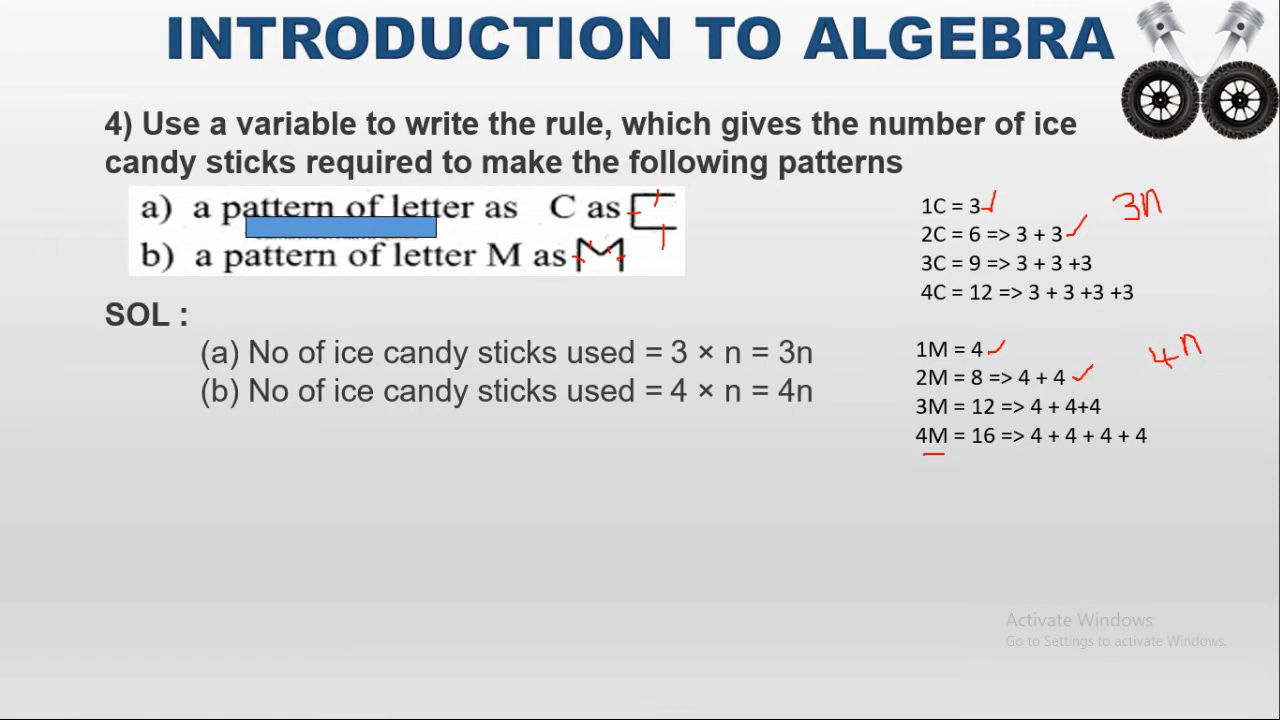 INTRODUCTION TO ALGEBRA
4) Use a variable to write the rule, which gives the number of ice
candy sticks required to make the following patterns
a) a pattern of letter as C as
b) a pattern of letter M as
SOL :
(a) No of ice candy sticks used = 3 × n = 3n
(b) No of ice candy sticks used = 4 × n = 4n
1C = 3
2C = 6 => 3 + 3
3C = 9 => 3 + 3 +3
4C = 12 => 3 + 3 +3 +3
3n
1M = 4
2M = 8 => 4 + 4
3M = 12 => 4 + 4+4
4M = 16 => 4 + 4 + 4 + 4
4n
Activate Windows
Go to Settings to activate Windows.